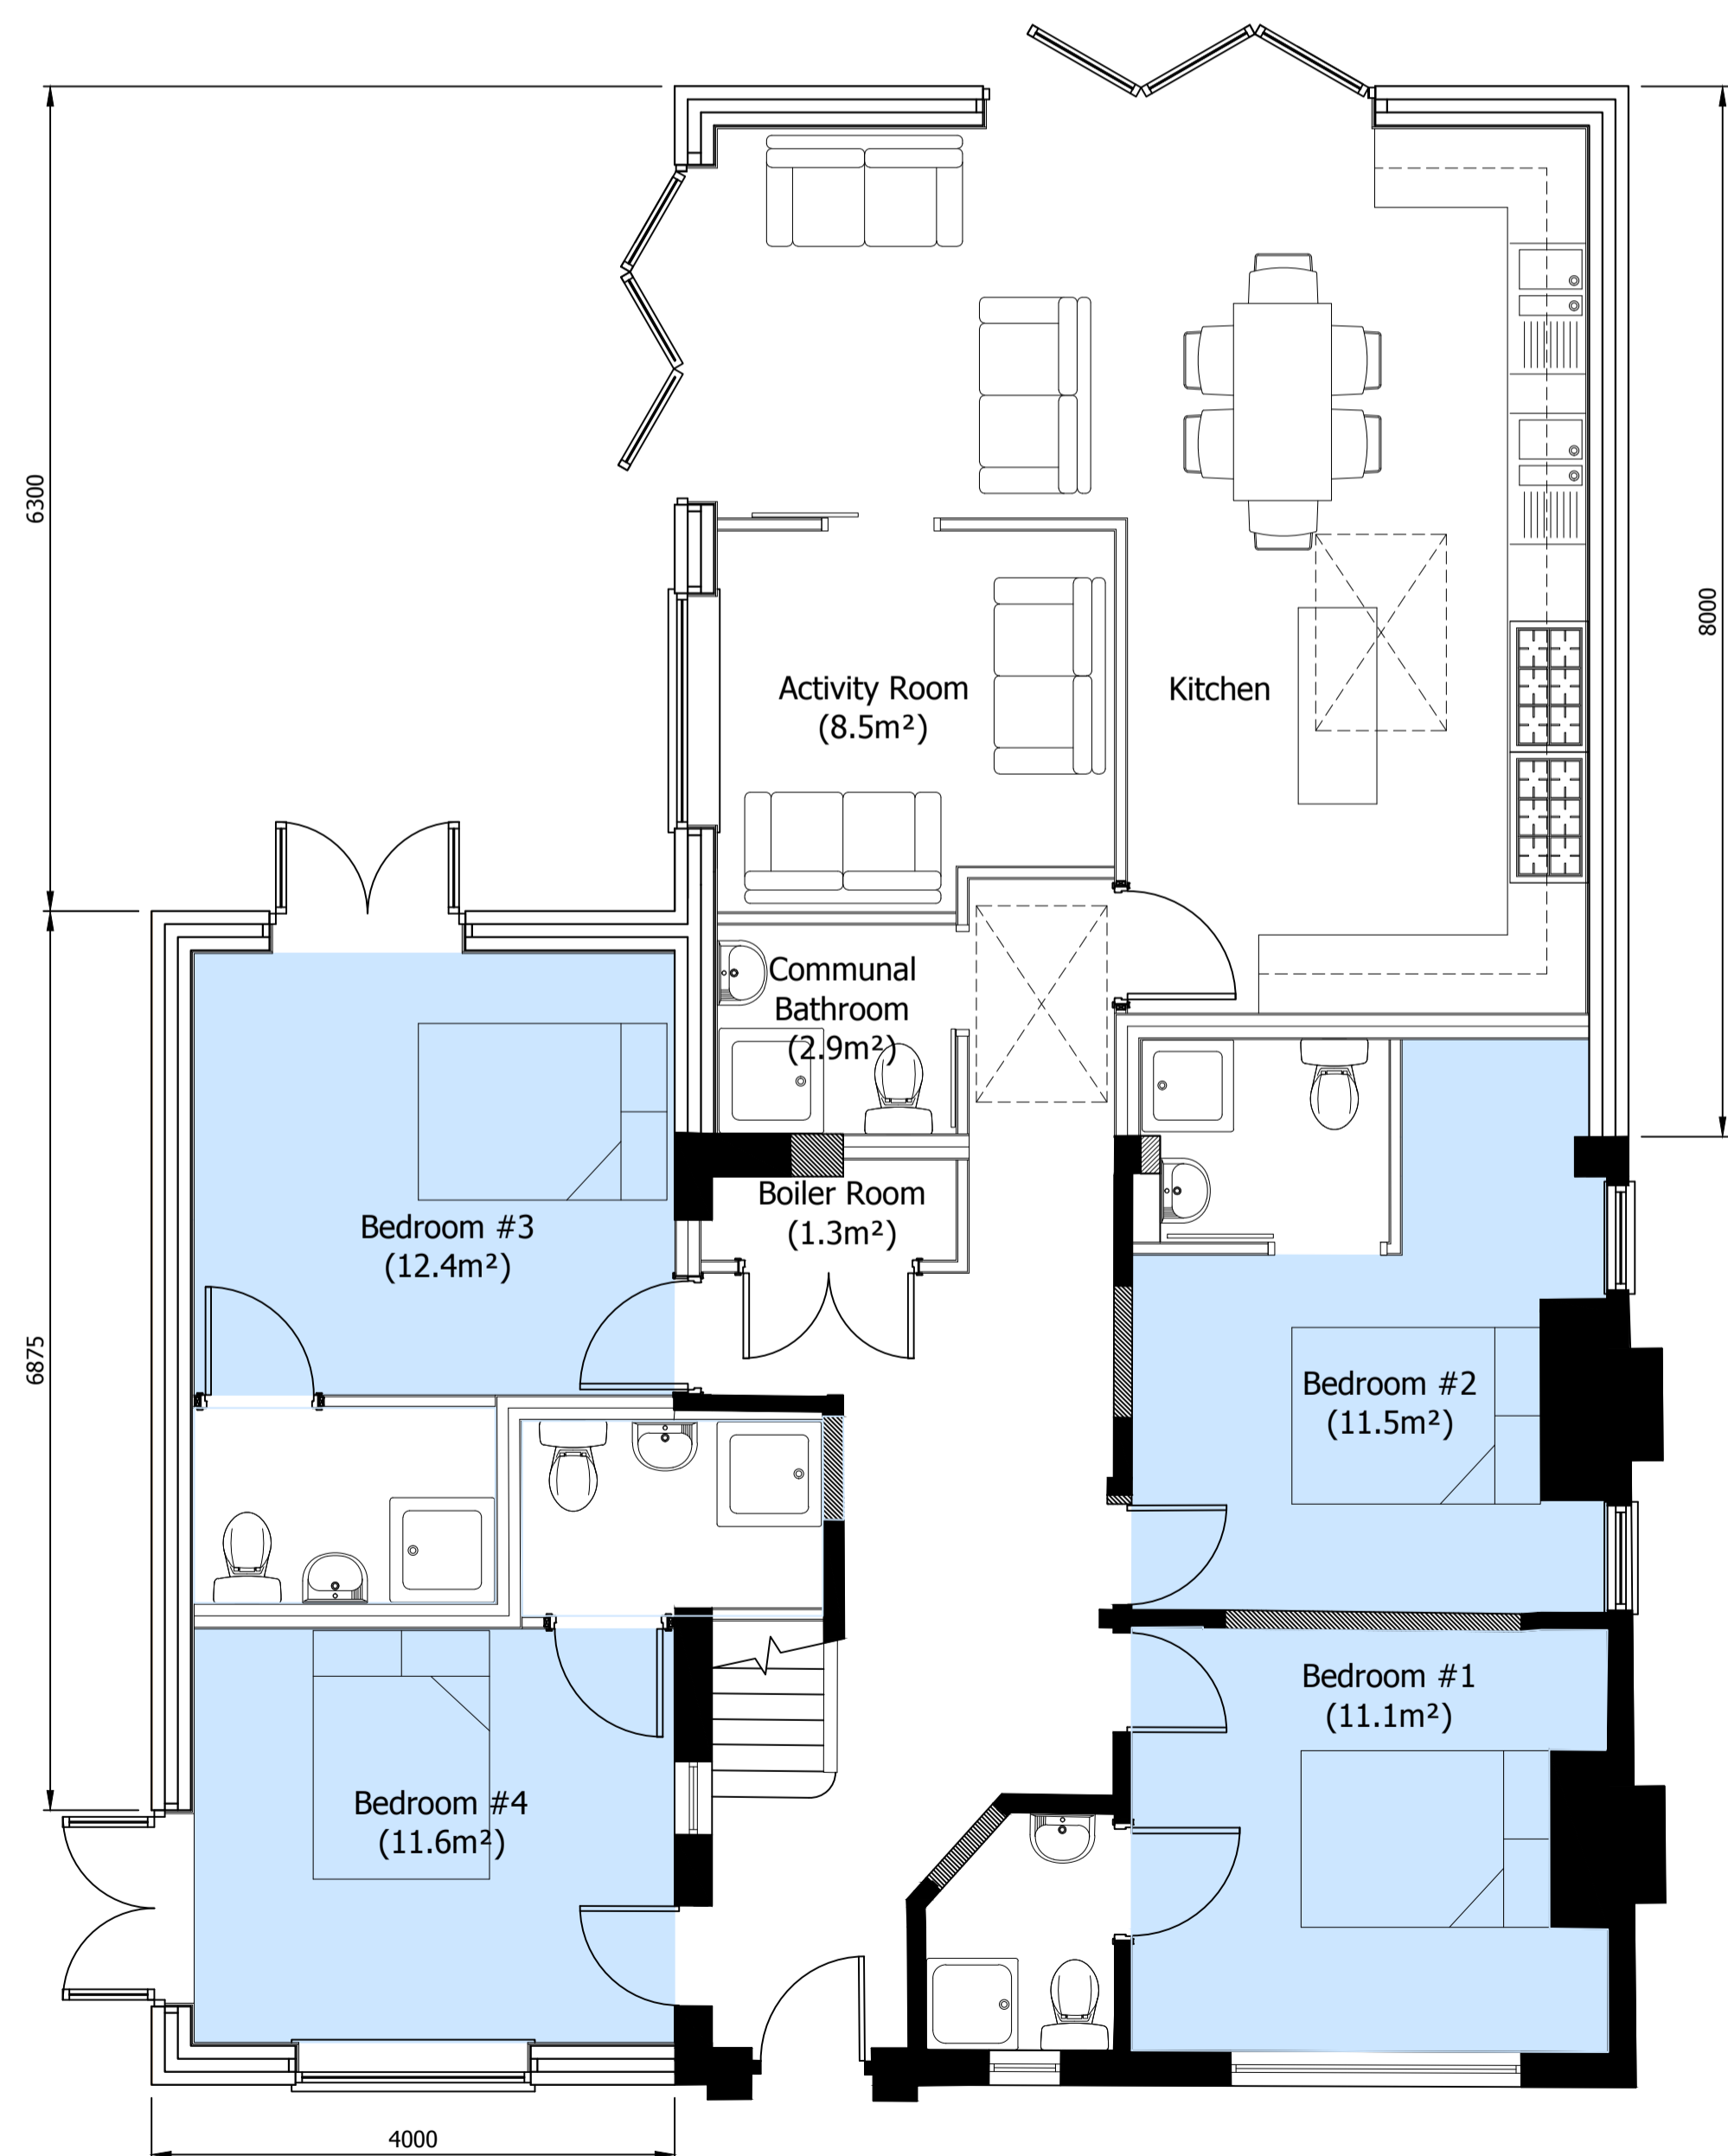 6300
8000
Activity Room
(8.5m²)
Kitchen
Communal
Bathroom
(2.9m²)
Boiler Room
(1.3m²)
Bedroom #3
(12.4m²)
6875
Bedroom #2
(11.5m²)
Bedroom #1
(11.1m²)
Bedroom #4
(11.6m²)
4000